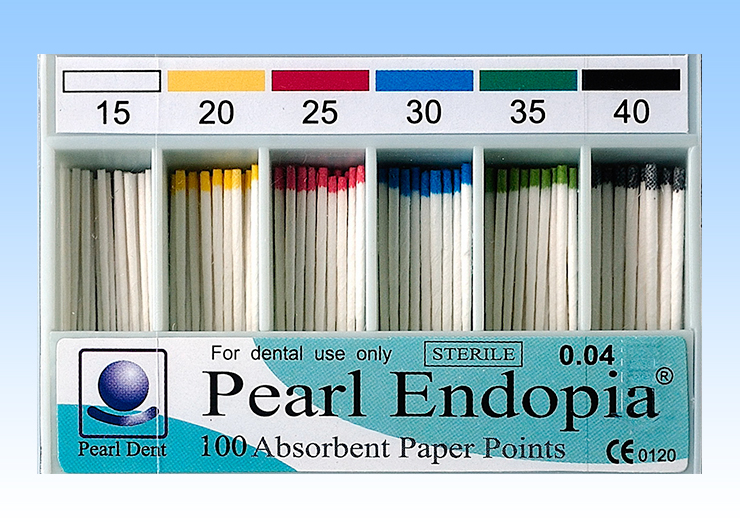 15 20 25 30 35 40
For dental use only STERILE 0.04
Pearl Endopia®
Pearl Dent
100 Absorbent Paper Points
CE 0120